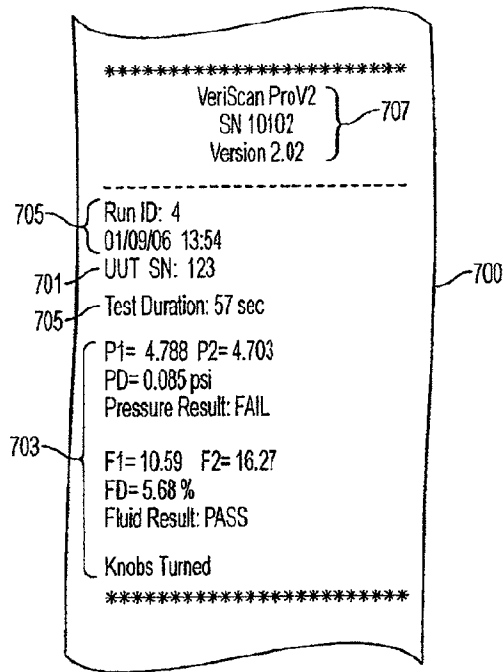 ************************
VeriScan ProV2
SN 10102
Version 2.02
707
------------------------------
705
Run ID: 4
01/09/06 13:54
701
UUT SN: 123
700
705
Test Duration: 57 sec
P1= 4.788 P2= 4.703
PD= 0.085 psi
Pressure Result: FAIL
703
F1= 10.59 F2= 16.27
FD= 5.68 %
Fluid Result: PASS
Knobs Turned
************************